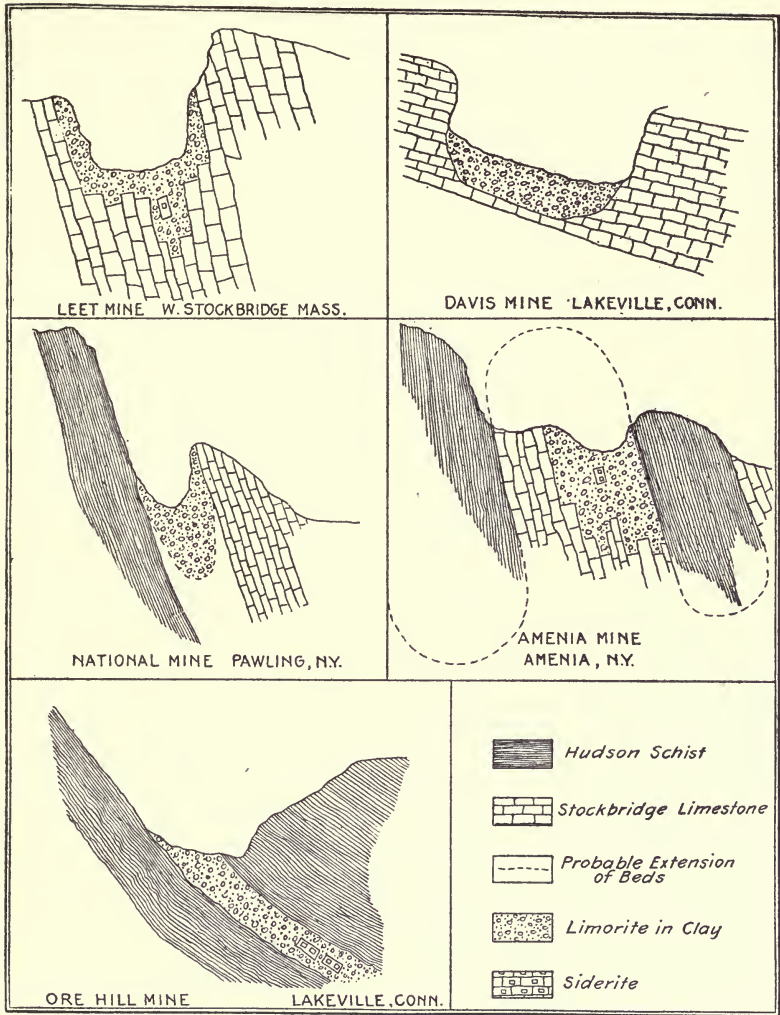 LEET MINE W. STOCKBRIDGE MASS.
DAVIS MINE LAKEVILLE, CONN.
NATIONAL MINE PAWLING, N.Y.
AMENIA MINE
AMENIA, N.Y.
ORE HILL MINE LAKEVILLE, CONN.
Hudson Schist
Stockbridge Limestone
Probable Extension
of Beds
Limorite in Clay
Siderite